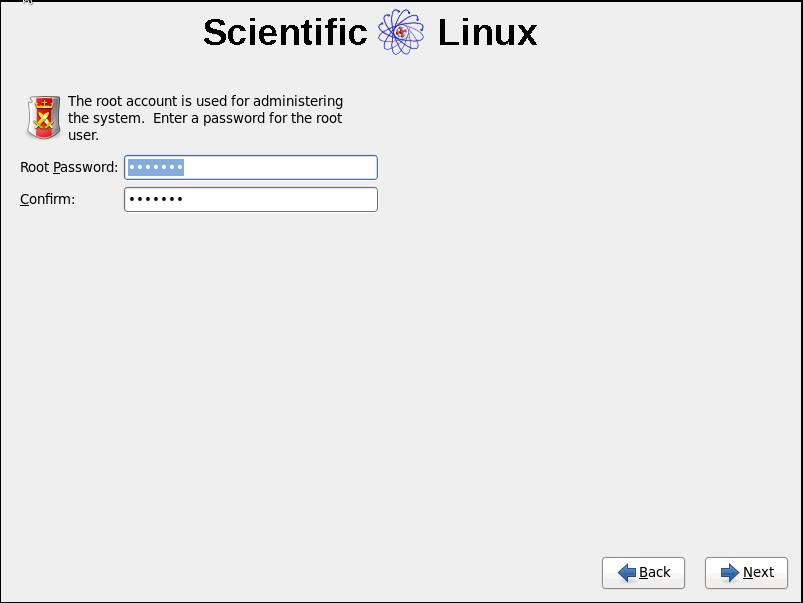 Scientific Linux
The root account is used for administering
the system.  Enter a password for the root
user.
Root Password: •••••••
Confirm: •••••••
Back Next